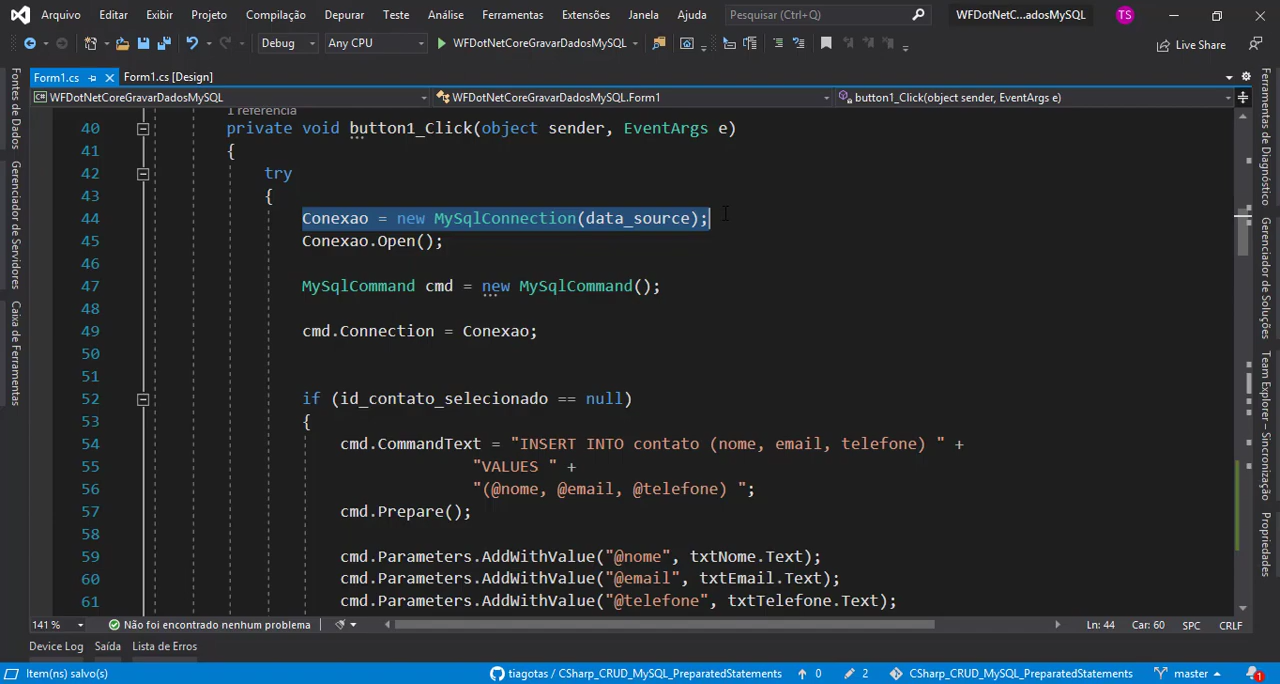 Arquivo Editar Exibir Projeto Compilação Depurar Teste Análise Ferramentas Extensões Janela Ajuda Pesquisar (Ctrl+Q) WFDotNetC...adosMySQL TS
Debug Any CPU WFDotNetCoreGravarDadosMySQL Live Share
Form1.cs Form1.cs [Design]
WFDotNetCoreGravarDadosMySQL WFDotNetCoreGravarDadosMySQL.Form1 button1_Click(object sender, EventArgs e)
1 referência
40 private void button1_Click(object sender, EventArgs e)
41 {
42 try
43 {
44 Conexao = new MySqlConnection(data_source);
45 Conexao.Open();
46
47 MySqlCommand cmd = new MySqlCommand();
48
49 cmd.Connection = Conexao;
50
51
52 if (id_contato_selecionado == null)
53 {
54 cmd.CommandText = "INSERT INTO contato (nome, email, telefone) " +
55 "VALUES " +
56 "(@nome, @email, @telefone) ";
57 cmd.Prepare();
58
59 cmd.Parameters.AddWithValue("@nome", txtNome.Text);
60 cmd.Parameters.AddWithValue("@email", txtEmail.Text);
61 cmd.Parameters.AddWithValue("@telefone", txtTelefone.Text);
Fontes de Dados
Gerenciador de Servidores
Caixa de Ferramentas
Ferramentas de Diagnóstico
Gerenciador de Soluções
Team Explorer – Sincronização
Propriedades
141 % Não foi encontrado nenhum problema Ln: 44 Car: 60 SPC CRLF
Device Log Saída Lista de Erros
Item(ns) salvo(s) tiagotas / CSharp_CRUD_MySQL_PreparedStatements 0 2 CSharp_CRUD_MySQL_PreparedStatements master 1